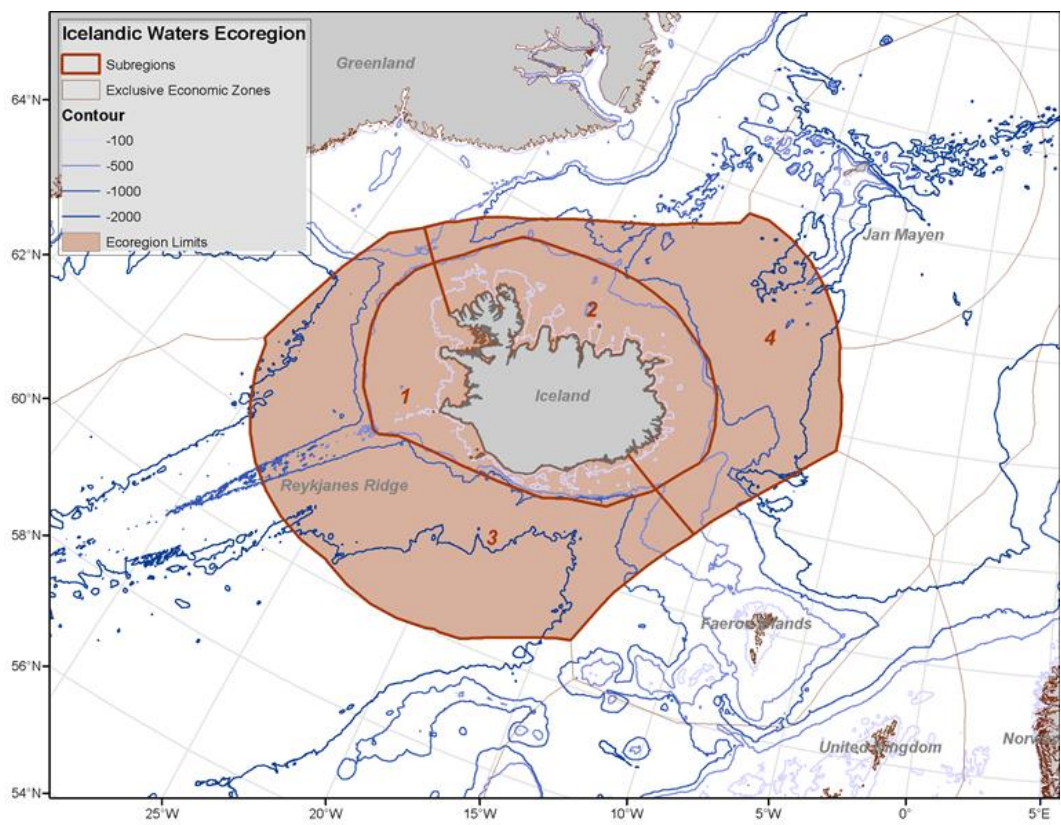 Icelandic Waters Ecoregion
Subregions
Exclusive Economic Zones
Contour
-100
-500
-1000
-2000
Ecoregion Limits
Greenland
Jan Mayen
Iceland
Reykjanes Ridge
Faeroe Islands
United Kingdom
Norw
1
2
3
4
64°N
62°N
60°N
58°N
56°N
54°N
25°W
20°W
15°W
10°W
5°W
0°
5°E